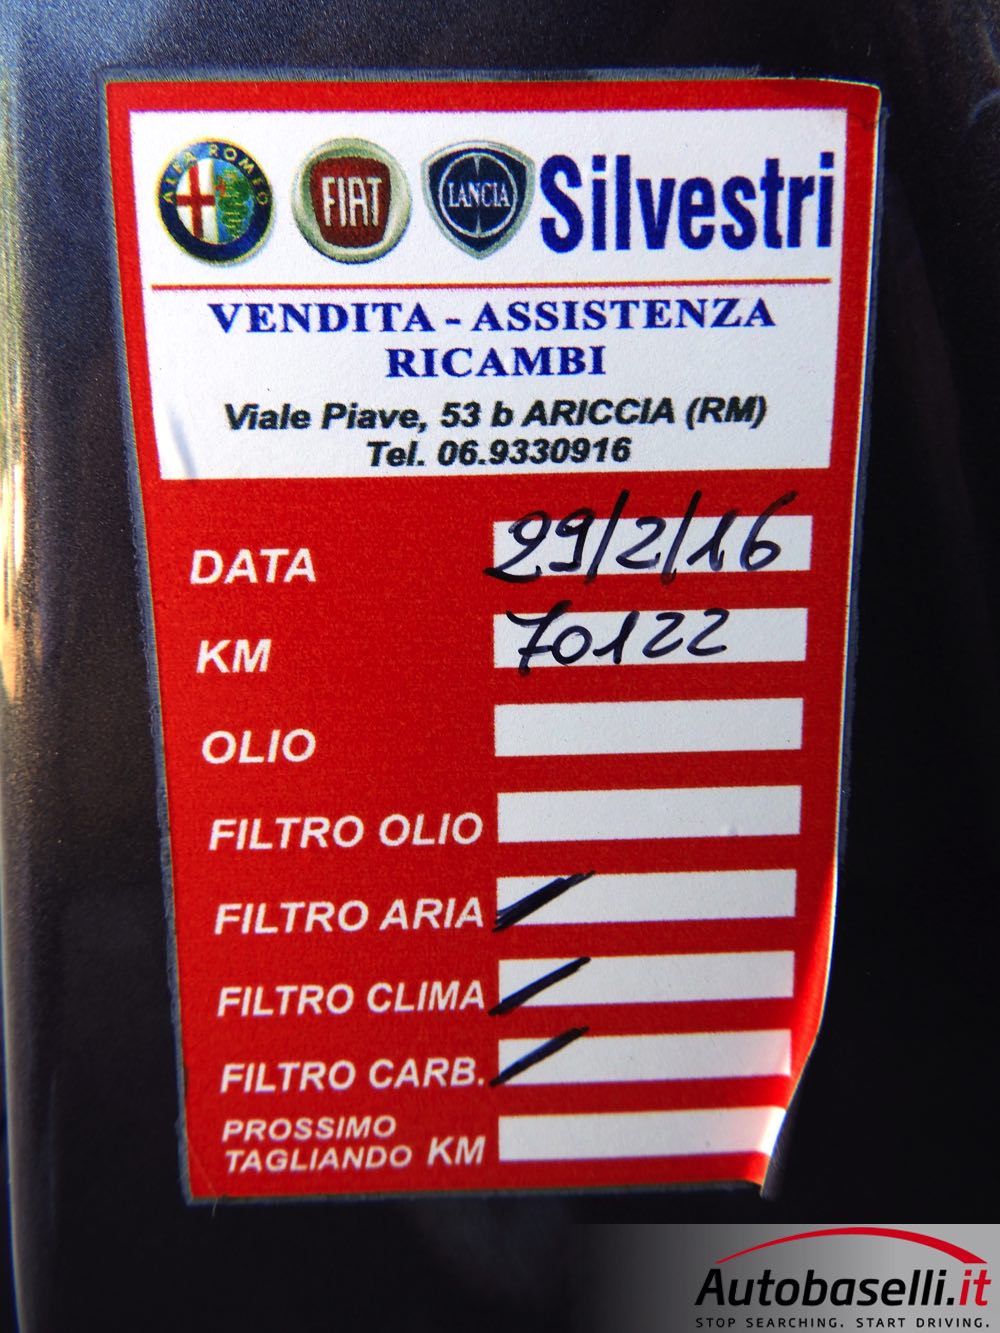 ALFA ROMEO FIAT LANCIA Silvestri
VENDITA - ASSISTENZA
RICAMBI
Viale Piave, 53 b ARICCIA (RM)
Tel. 06.9330916
DATA 29/2/16
KM 70122
OLIO
FILTRO OLIO
FILTRO ARIA /
FILTRO CLIMA /
FILTRO CARB. /
PROSSIMO
TAGLIANDO KM
Autobaselli.it
STOP SEARCHING. START DRIVING.